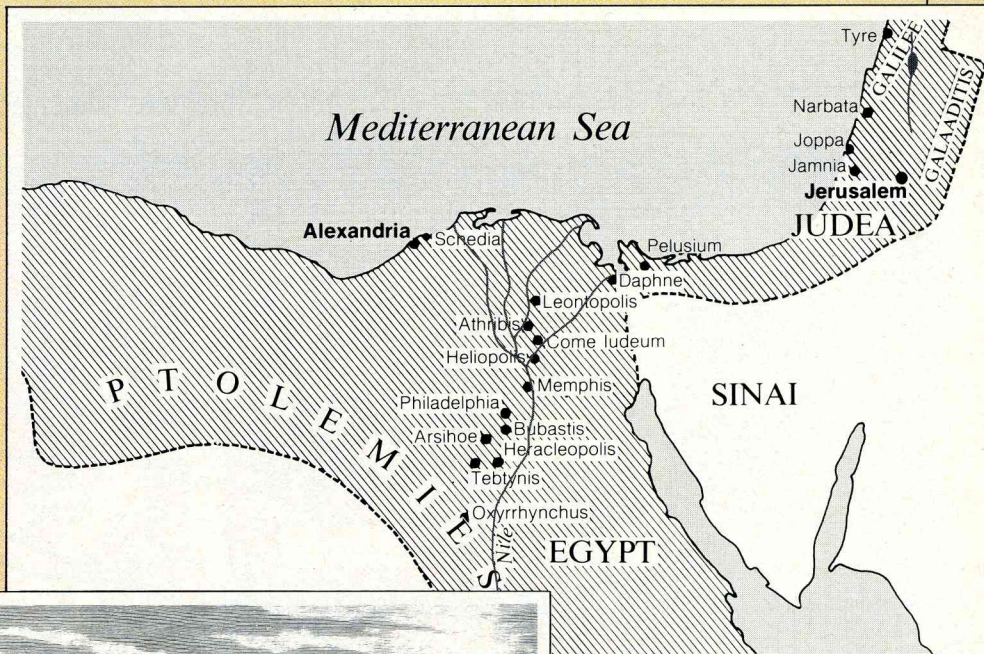 Tyre
GALILEE
GALAADITIS
Narbata
Mediterranean Sea
Joppa
Jamnia
Jerusalem
JUDEA
Alexandria
Schedia
Pelusium
Daphne
Leontopolis
Athribis
Come Iudeum
Heliopolis
Memphis
SINAI
PTOLEMIES
Philadelphia
Bubastis
Arsihoe
Heracleopolis
Tebtynis
Oxyrrhynchus
Nile
EGYPT